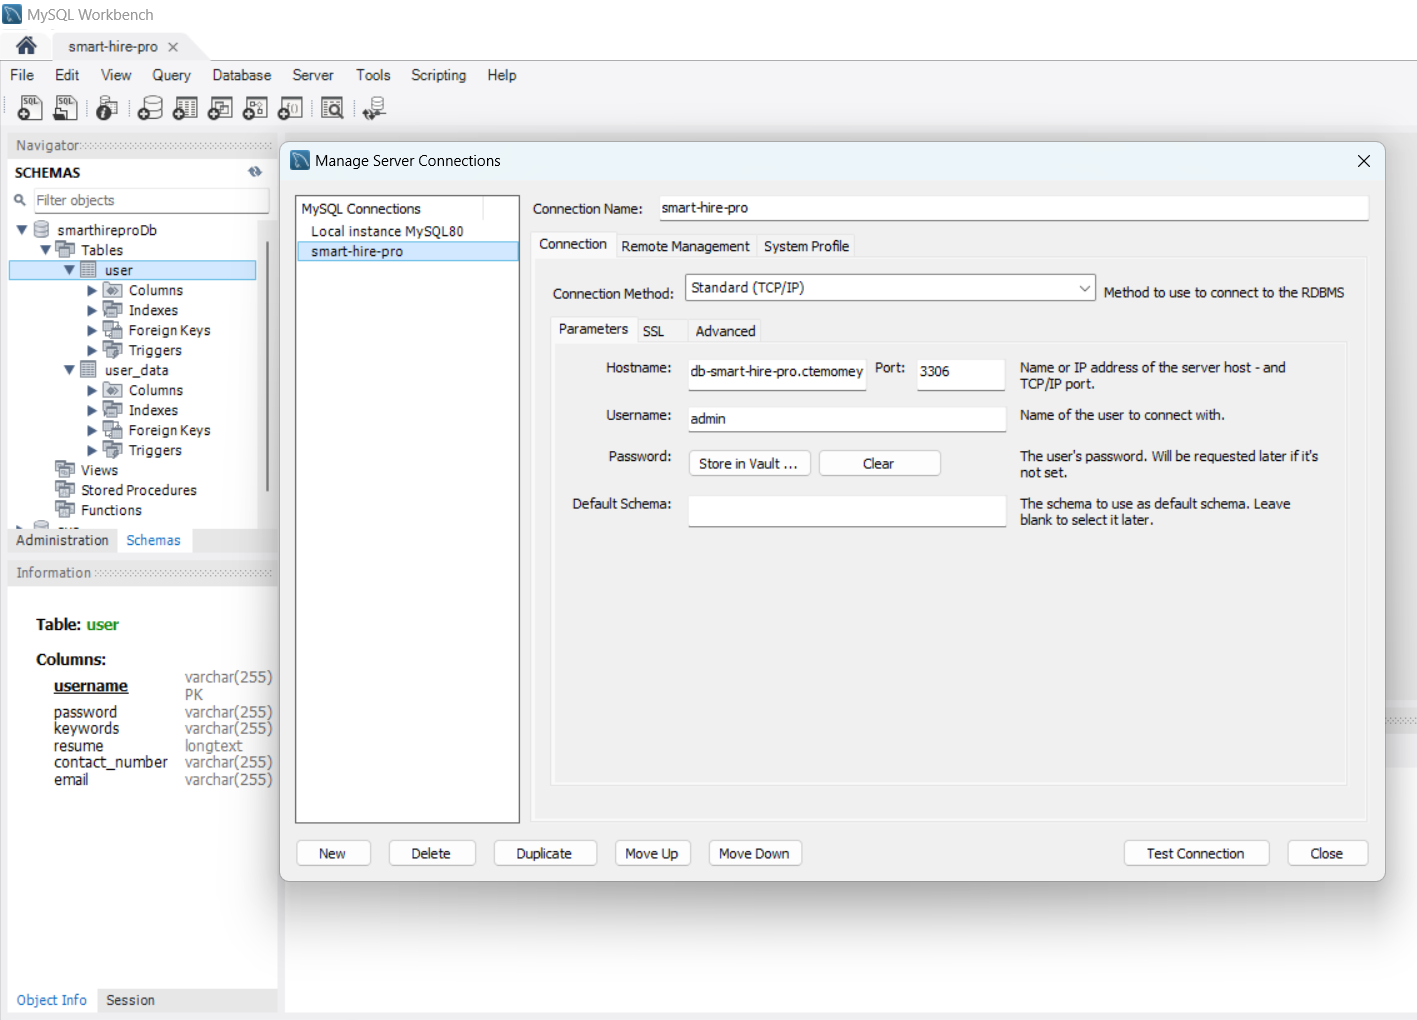 MySQL Workbench
smart-hire-pro
File Edit View Query Database Server Tools Scripting Help
Navigator
SCHEMAS
Filter objects
smarthireproDb
Tables
user
Columns
Indexes
Foreign Keys
Triggers
user_data
Columns
Indexes
Foreign Keys
Triggers
Views
Stored Procedures
Functions
Administration Schemas
Information
Table: user
Columns:
username varchar(255) PK
password varchar(255)
keywords varchar(255)
resume longtext
contact_number varchar(255)
email varchar(255)
Object Info Session
Manage Server Connections
MySQL Connections
Local instance MySQL80
smart-hire-pro
Connection Name: smart-hire-pro
Connection Remote Management System Profile
Connection Method: Standard (TCP/IP) Method to use to connect to the RDBMS
Parameters SSL Advanced
Hostname: db-smart-hire-pro.ctemomey Port: 3306 Name or IP address of the server host - and
TCP/IP port.
Username: admin Name of the user to connect with.
Password: Store in Vault ... Clear The user's password. Will be requested later if it's
not set.
Default Schema: The schema to use as default schema. Leave
blank to select it later.
New Delete Duplicate Move Up Move Down Test Connection Close